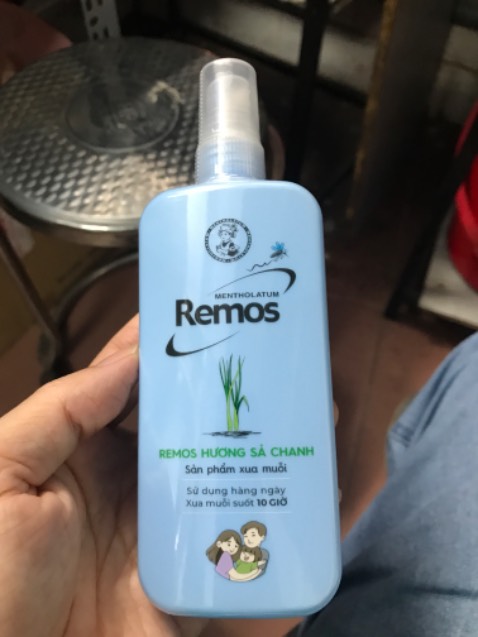 MENTHOLATUM
Remos
REMOS HƯƠNG SẢ CHANH
Sản phẩm xua muỗi
Sử dụng hàng ngày
Xua muỗi suốt 10 GIỜ